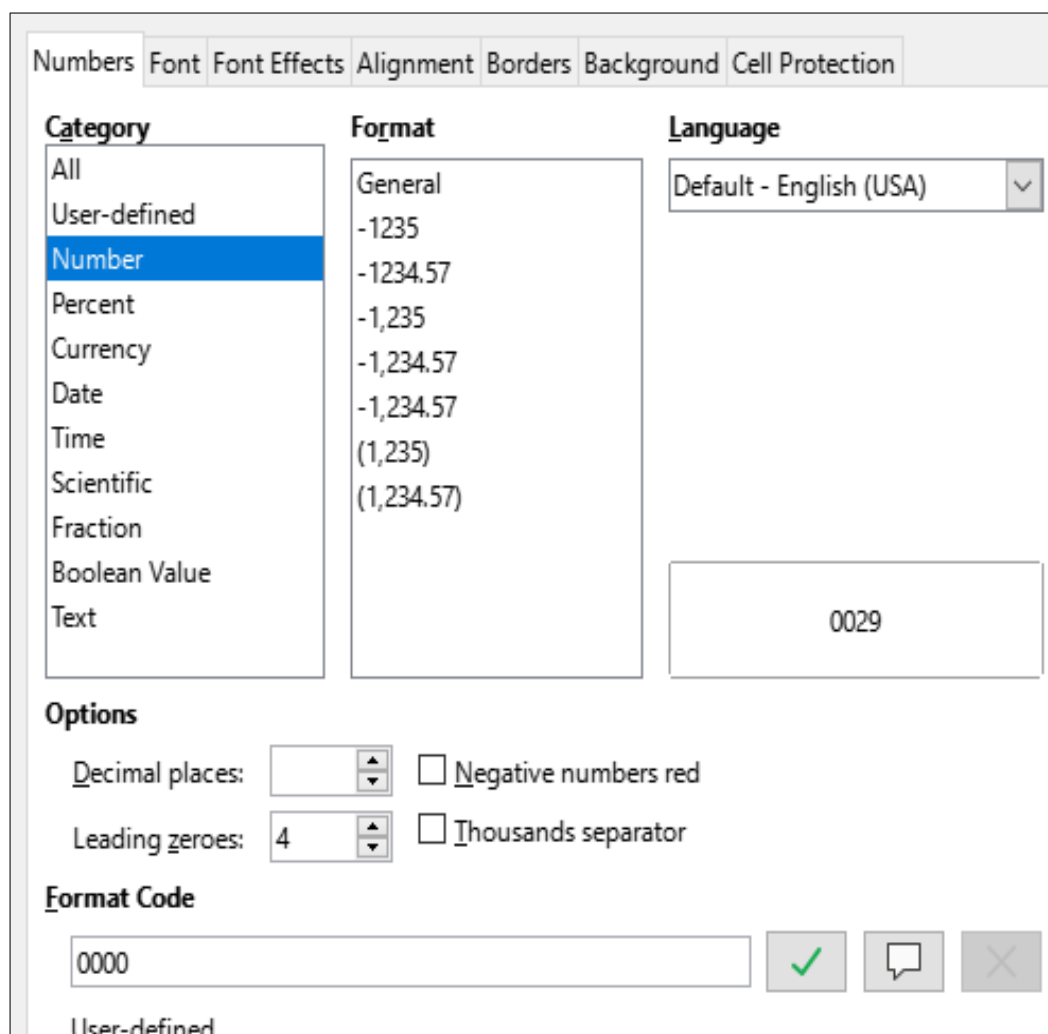 Numbers Font Font Effects Alignment Borders Background Cell Protection
Category
All
User-defined
Number
Percent
Currency
Date
Time
Scientific
Fraction
Boolean Value
Text
Format
General
-1235
-1234.57
-1,235
-1,234.57
-1,234.57
(1,235)
(1,234.57)
Language
Default - English (USA)
0029
Options
Decimal places:
Negative numbers red
Leading zeroes: 4
Thousands separator
Format Code
0000
User-defined